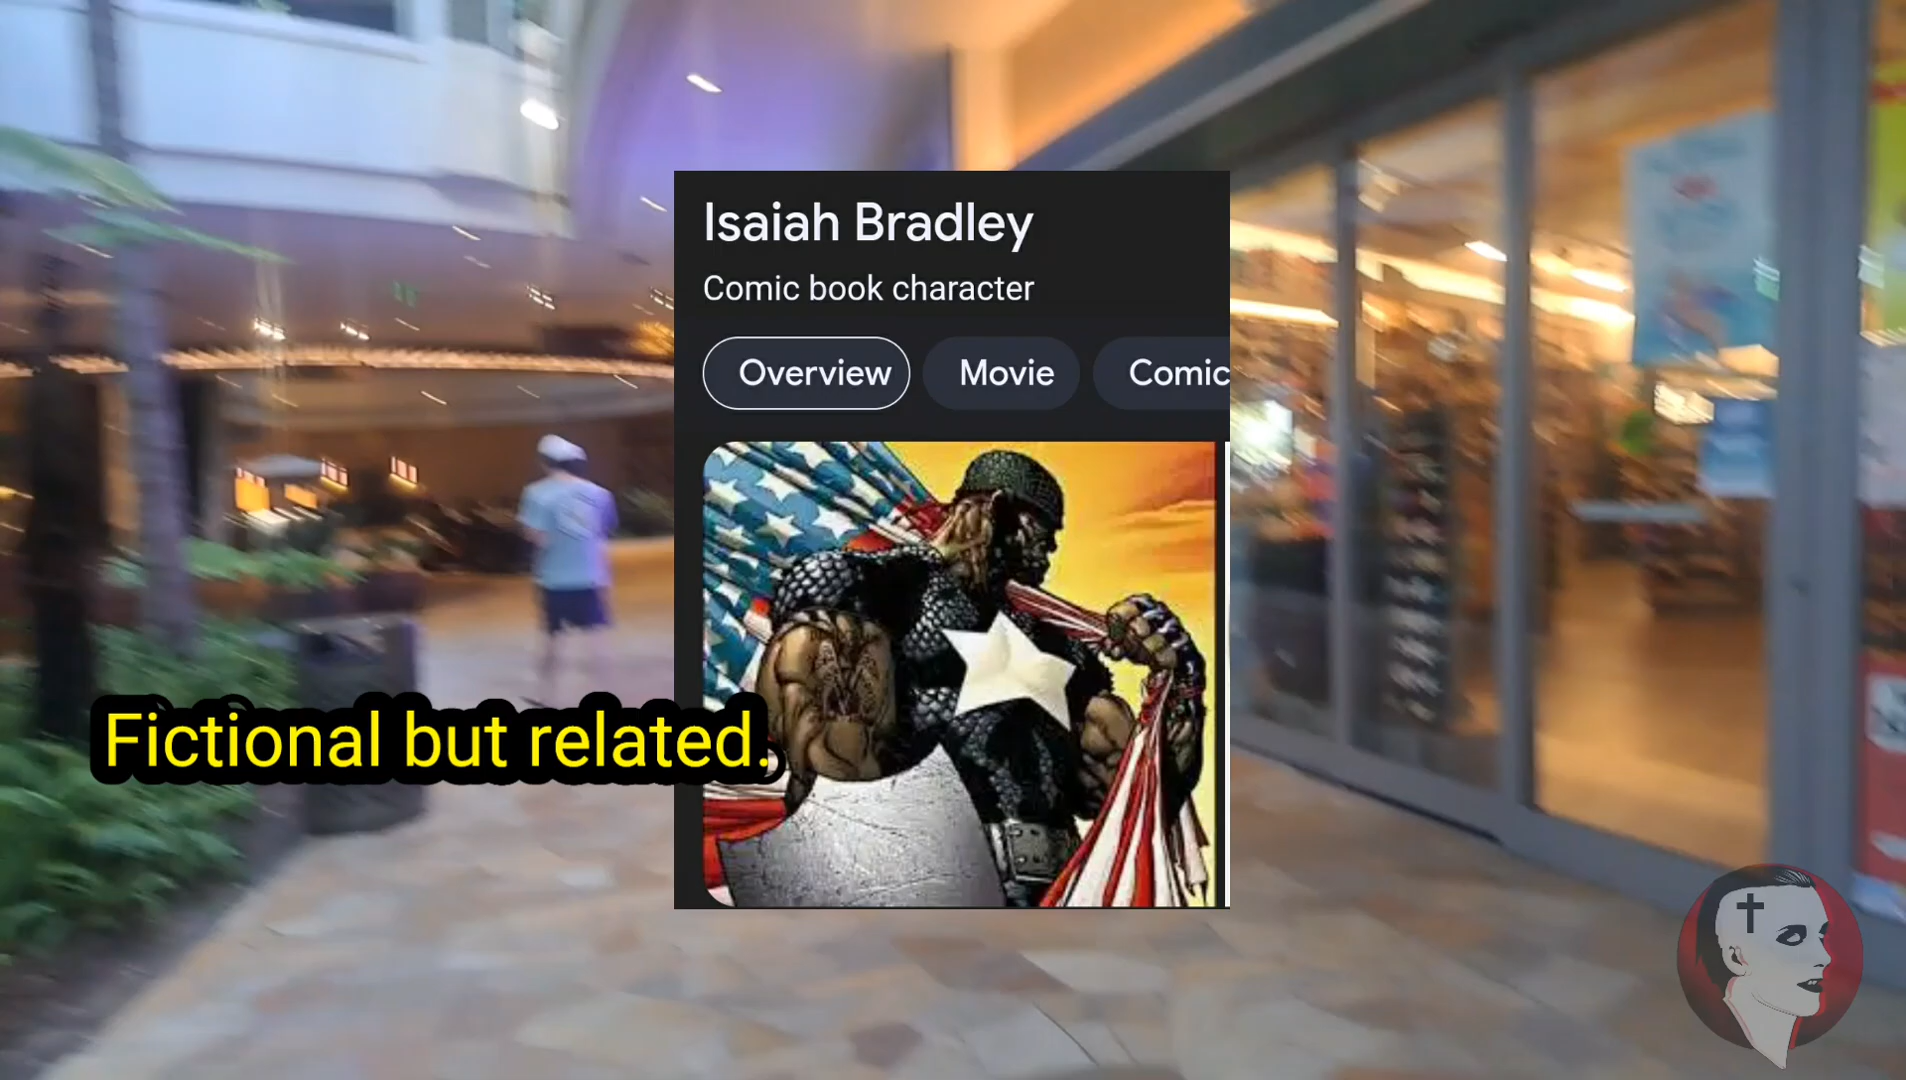 Isaiah Bradley
Comic book character
Overview Movie Comic
Fictional but related.